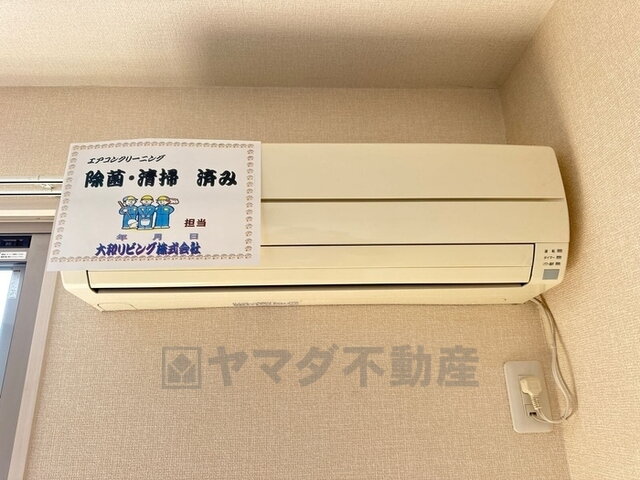 エアコンクリーニング
除菌・清掃 済み
担当
年 月 日
大和リビング株式会社
ヤマダ不動産